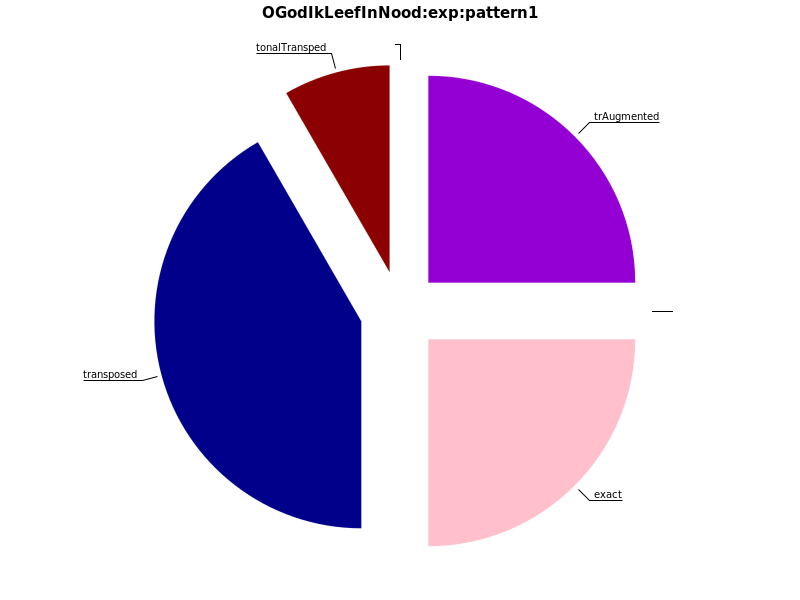 OGodIkLeefInNood:exp:pattern1
tonalTransped
trAugmented
transposed
exact